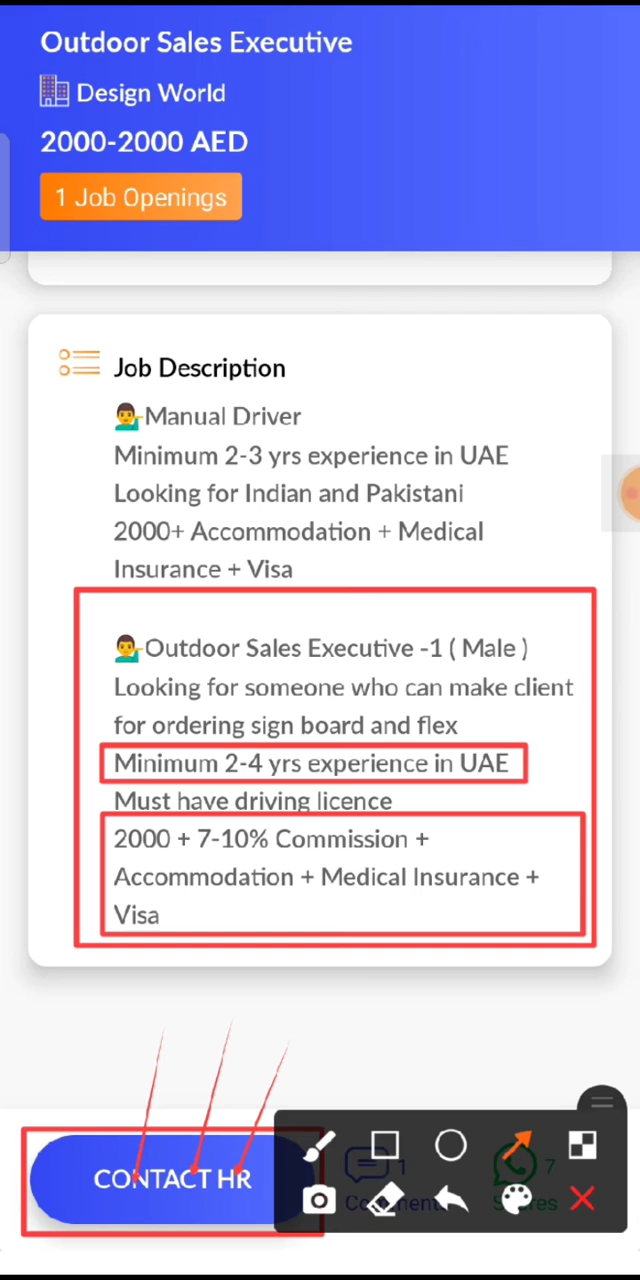 Outdoor Sales Executive
Design World
2000-2000 AED
1 Job Openings
Job Description
Manual Driver
Minimum 2-3 yrs experience in UAE
Looking for Indian and Pakistani
2000+ Accommodation + Medical
Insurance + Visa
Outdoor Sales Executive -1 ( Male )
Looking for someone who can make client
for ordering sign board and flex
Minimum 2-4 yrs experience in UAE
Must have driving licence
2000 + 7-10% Commission +
Accommodation + Medical Insurance +
Visa
CONTACT HR
1
7